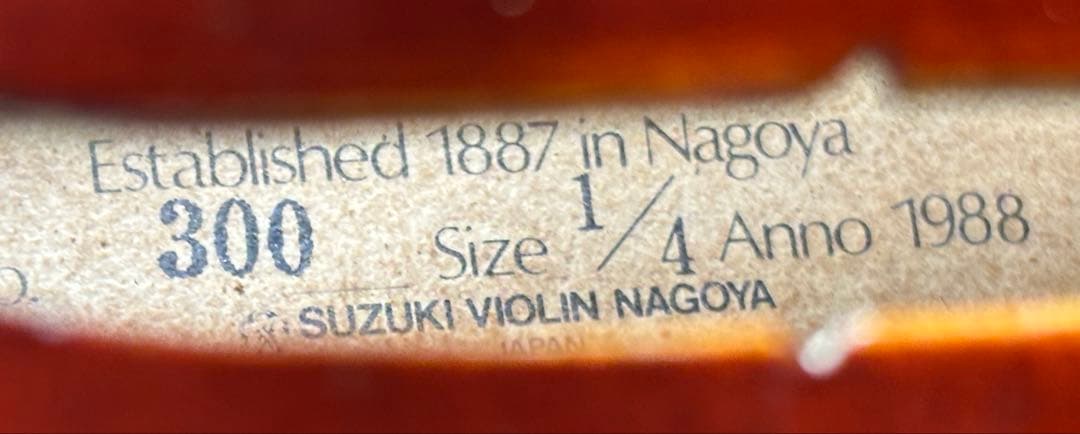 Established 1887 in Nagoya
300 Size 1/4 Anno 1988
SUZUKI VIOLIN NAGOYA
JAPAN